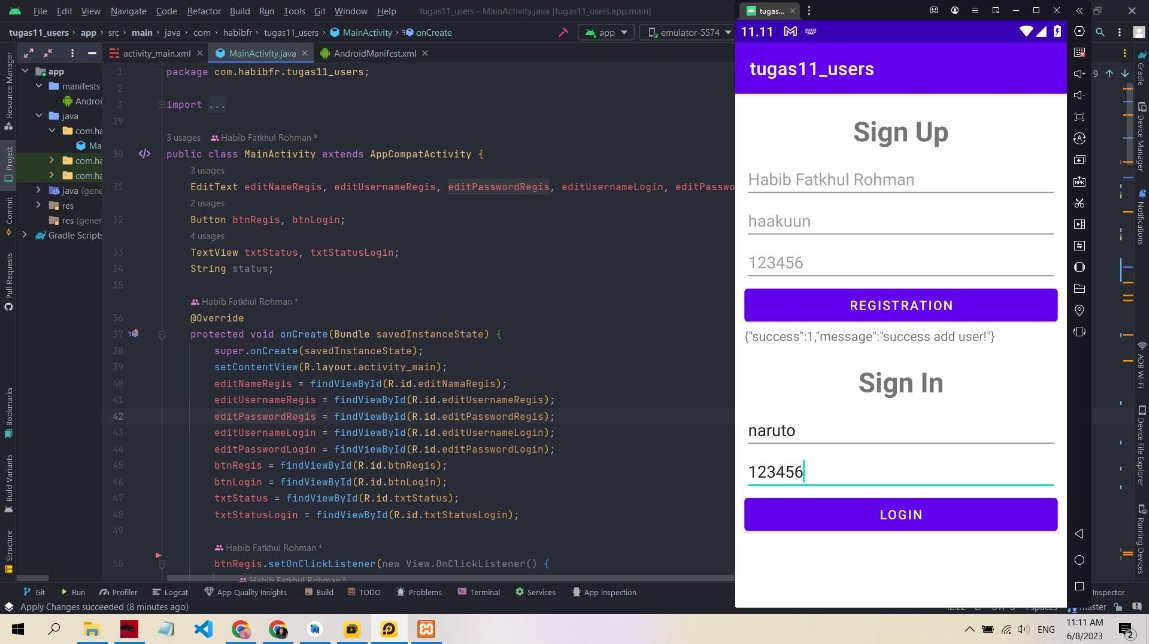 File Edit View Navigate Code Refactor Build Run Tools Git Window Help tugas11_users - MainActivity.java [tugas11_users.app.main]
tugas11_users app src main java com habibfr tugas11_users MainActivity onCreate
app emulator-5574
activity_main.xml MainActivity.java AndroidManifest.xml
Resource Manager
Project
Commit
Pull Requests
Bookmarks
Build Variants
Structure
app
manifests
Androi
java
com.ha
Ma
com.ha
com.ha
java (gene
res
res (gener
Gradle Scripts
1 package com.habibfr.tugas11_users;
2
3 import ...
29
3 usages Habib Fatkhul Rohman *
30 public class MainActivity extends AppCompatActivity {
3 usages
31 EditText editNameRegis, editUsernameRegis, editPasswordRegis, editUsernameLogin, editPasswo
2 usages
32 Button btnRegis, btnLogin;
4 usages
33 TextView txtStatus, txtStatusLogin;
34 String status;
35
Habib Fatkhul Rohman *
36 @Override
37 protected void onCreate(Bundle savedInstanceState) {
38 super.onCreate(savedInstanceState);
39 setContentView(R.layout.activity_main);
40 editNameRegis = findViewById(R.id.editNamaRegis);
41 editUsernameRegis = findViewById(R.id.editUsernameRegis);
42 editPasswordRegis = findViewById(R.id.editPasswordRegis);
43 editUsernameLogin = findViewById(R.id.editUsernameLogin);
44 editPasswordLogin = findViewById(R.id.editPasswordLogin);
45 btnRegis = findViewById(R.id.btnRegis);
46 btnLogin = findViewById(R.id.btnLogin);
47 txtStatus = findViewById(R.id.txtStatus);
48 txtStatusLogin = findViewById(R.id.txtStatusLogin);
49
Habib Fatkhul Rohman *
50 btnRegis.setOnClickListener(new View.OnClickListener() {
Habib Fatkhul Rohman *
tugas...
11.11
tugas11_users
Sign Up
Habib Fatkhul Rohman
haakuun
123456
REGISTRATION
{"success":1,"message":"success add user!"}
Sign In
naruto
123456
LOGIN
9
Gradle
Device Manager
Notifications
ADB Wi-Fi
Device File Explorer
Running Devices
Git Run Profiler Logcat App Quality Insights Build TODO Problems Terminal Services App Inspection
Inspector
Apply Changes succeeded (8 minutes ago)
master
ENG
11:11 AM
6/8/2023